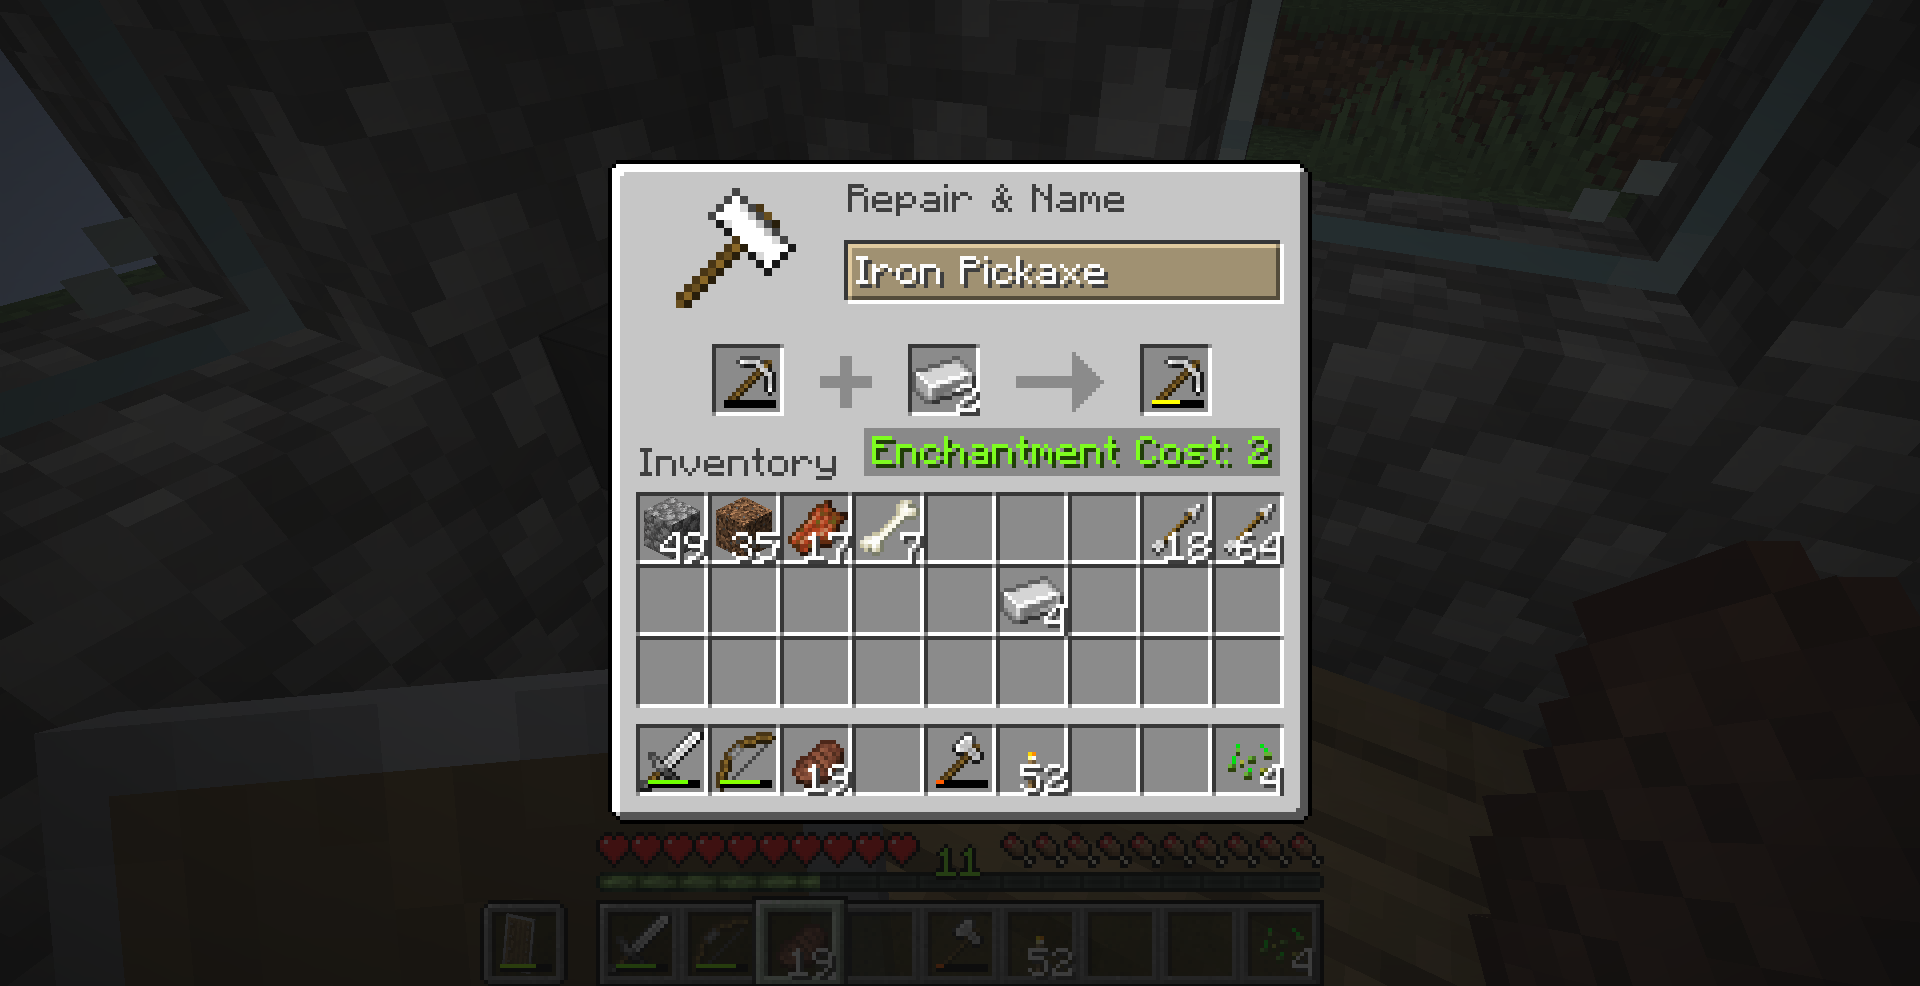 Repair & Name
Iron Pickaxe
2
Enchantment Cost: 2
Inventory
49 35 17 7 18 64
4
19 52 4
11
19 52 4